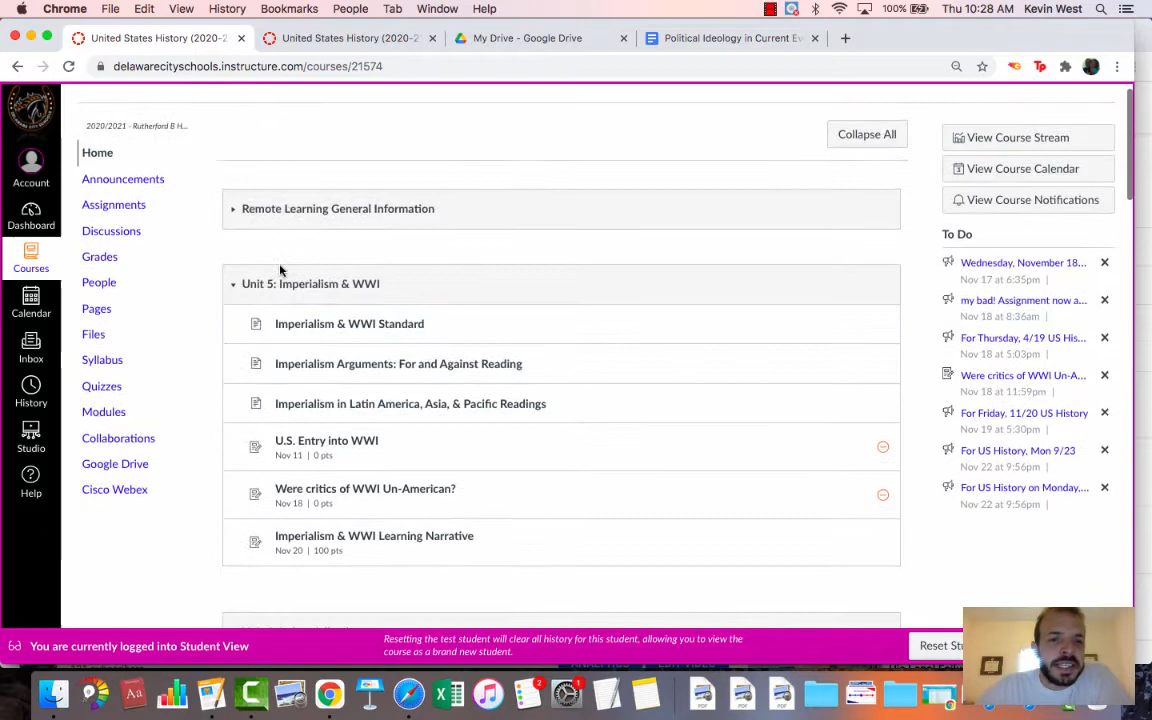 Chrome File Edit View History Bookmarks People Tab Window Help 100% Thu 10:28 AM Kevin West
United States History (2020-2 × United States History (2020-2 × My Drive - Google Drive × Political Ideology in Current Ev × +
delawarecityschools.instructure.com/courses/21574
Account
Dashboard
Courses
Calendar
Inbox
History
Studio
Help
2020/2021 - Rutherford B H...
Home
Announcements
Assignments
Discussions
Grades
People
Pages
Files
Syllabus
Quizzes
Modules
Collaborations
Google Drive
Cisco Webex
Collapse All
Remote Learning General Information
Unit 5: Imperialism & WWI
Imperialism & WWI Standard
Imperialism Arguments: For and Against Reading
Imperialism in Latin America, Asia, & Pacific Readings
U.S. Entry into WWI
Nov 11 | 0 pts
Were critics of WWI Un-American?
Nov 18 | 0 pts
Imperialism & WWI Learning Narrative
Nov 20 | 100 pts
View Course Stream
View Course Calendar
View Course Notifications
To Do
Wednesday, November 18...
Nov 17 at 6:35pm |
my bad! Assignment now a...
Nov 18 at 8:36am |
For Thursday, 4/19 US His...
Nov 18 at 5:03pm |
Were critics of WWI Un-A...
Nov 18 at 11:59pm |
For Friday, 11/20 US History
Nov 19 at 5:30pm |
For US History, Mon 9/23
Nov 22 at 9:56pm |
For US History on Monday,...
Nov 22 at 9:56pm |
You are currently logged into Student View
Resetting the test student will clear all history for this student, allowing you to view the
course as a brand new student.
Reset Stu